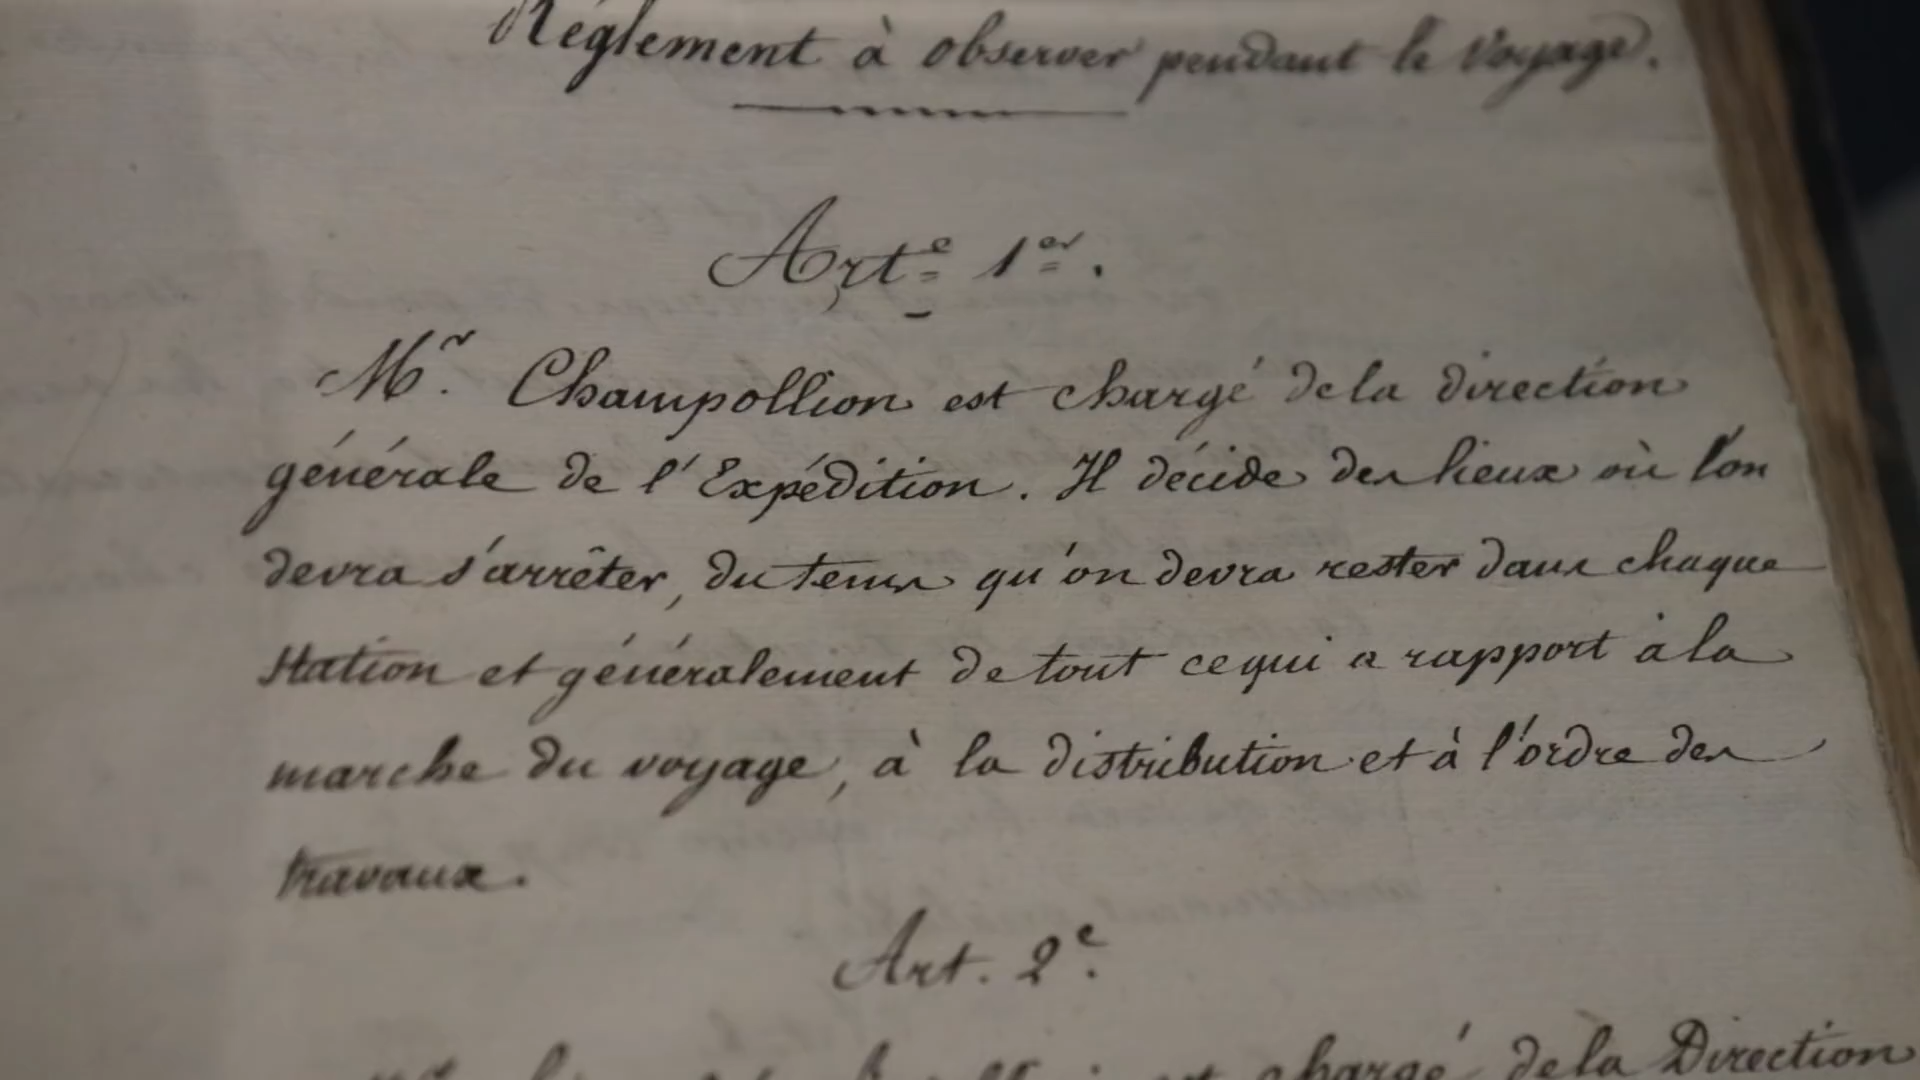 Règlement à observer pendant le Voyage.
Arte 1er.
Mr. Champollion est chargé de la direction
générale de l'Expédition. Il décide des lieux où l'on
devra s'arrêter, du tems qu'on devra rester dans chaque
Station et généralement de tout ce qui a rapport à la
marche du voyage, à la distribution et à l'ordre des
travaux.
Art. 2e.
est chargé de la Direction